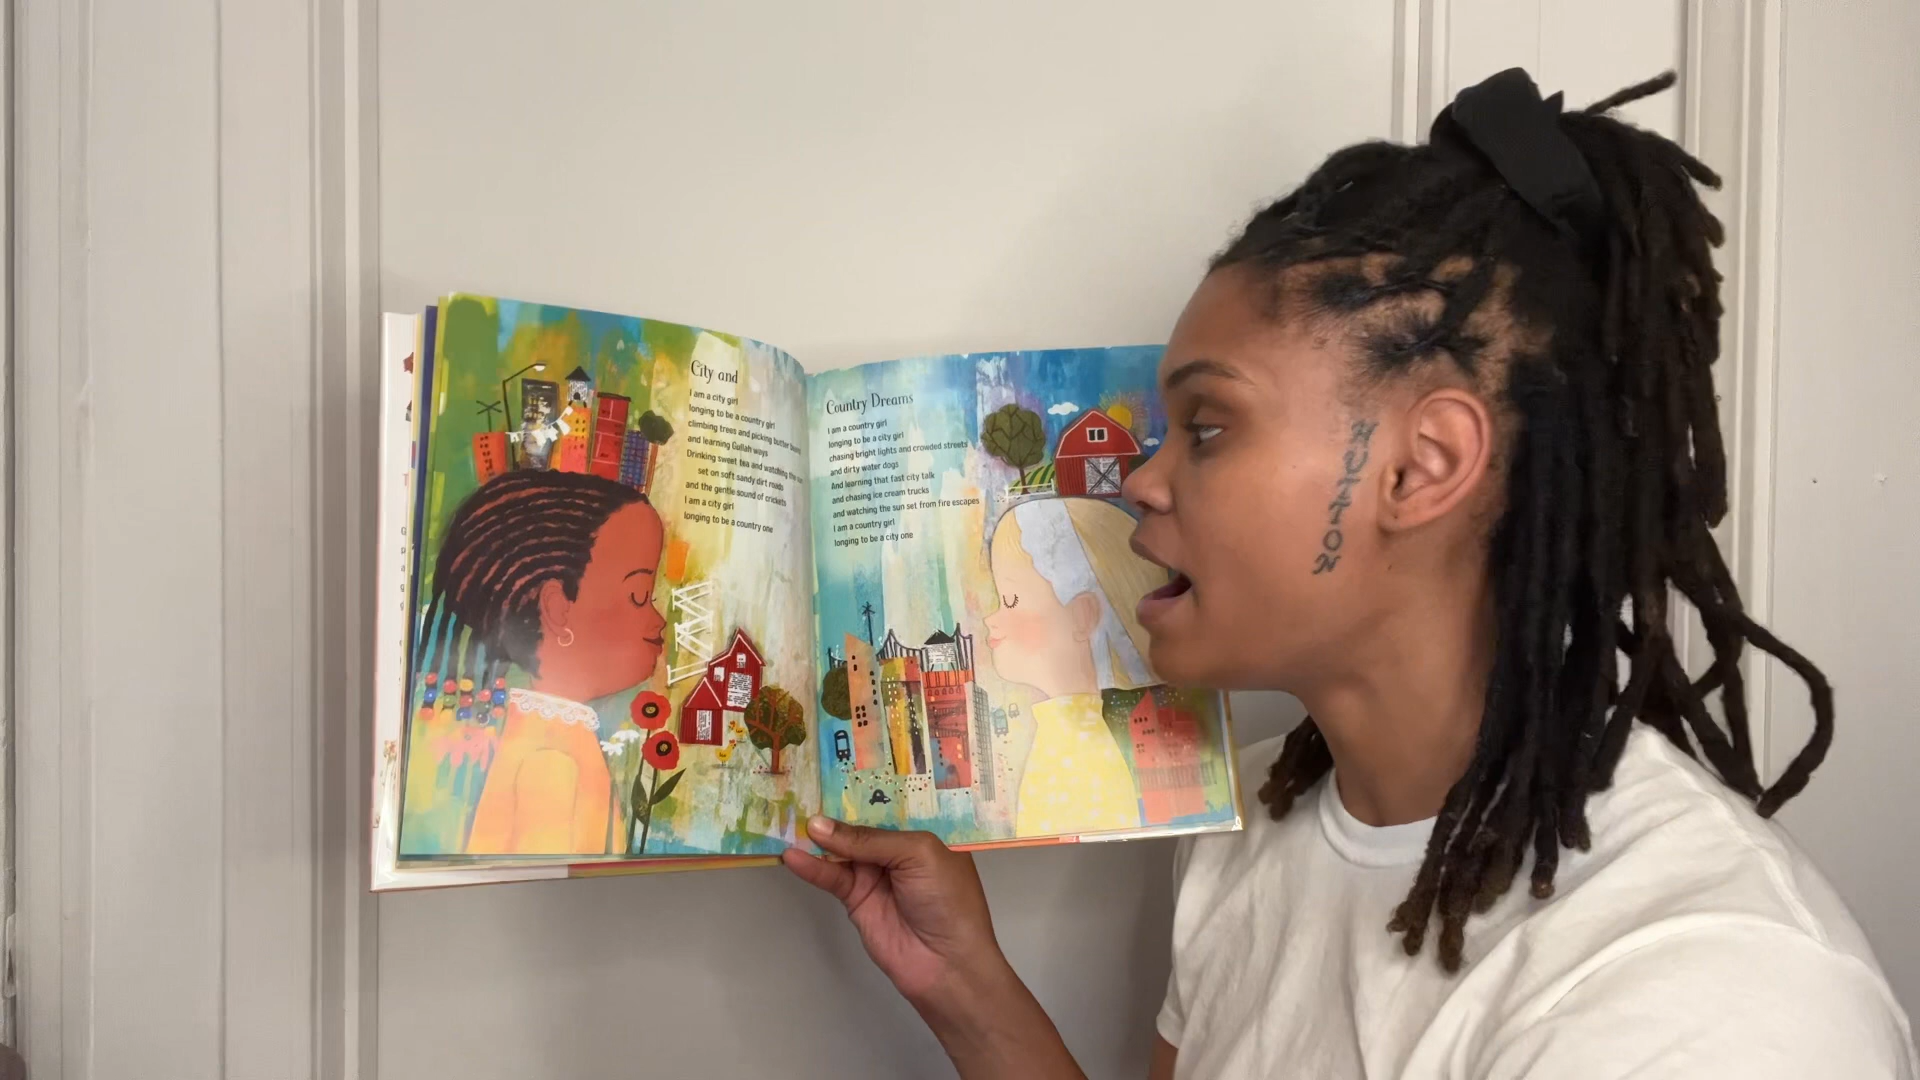 City and
I am a city girl
longing to be a country girl
climbing trees and picking butter
and learning Gullah ways
Drinking sweet tea and watching the sun
set on soft sandy dirt roads
and the gentle sound of crickets
I am a city girl
longing to be a country one
Country Dreams
I am a country girl
longing to be a city girl
chasing bright lights and crowded streets
and dirty water dogs
And learning that fast city talk
and chasing ice cream trucks
and watching the sun set from fire escapes
I am a country girl
longing to be a city one
HUTTON